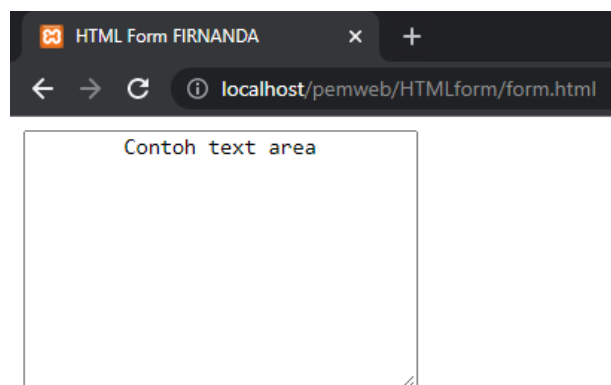 HTML Form FIRNANDA
localhost/pemweb/HTMLform/form.html
Contoh text area